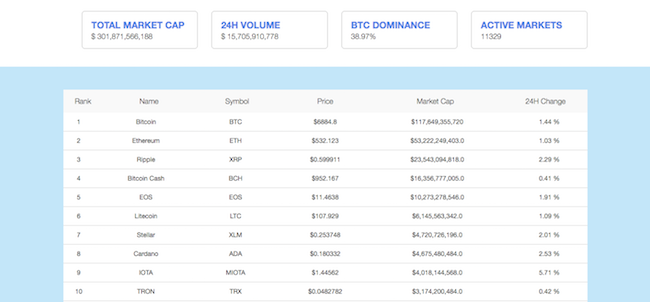 TOTAL MARKET CAP 24H VOLUME BTC DOMINANCE ACTIVE MARKETS
$ 301,871,566,188 $ 15,705,910,778 38.97% 11329
Rank Name Symbol Price Market Cap 24H Change
1 Bitcoin BTC $6884.8 $117,649,355,720 1.44 %
2 Ethereum ETH $532.123 $53,222,249,403.0 1.03 %
3 Ripple XRP $0.599911 $23,543,094,818.0 2.29 %
4 Bitcoin Cash BCH $952.167 $16,356,777,005.0 0.41 %
5 EOS EOS $11.4638 $10,273,278,546.0 1.91 %
6 Litecoin LTC $107.929 $6,145,563,342.0 1.09 %
7 Stellar XLM $0.253748 $4,720,726,196.0 2.01 %
8 Cardano ADA $0.180332 $4,675,480,484.0 2.53 %
9 IOTA MIOTA $1.44562 $4,018,144,568.0 5.71 %
10 TRON TRX $0.0482782 $3,174,200,484.0 0.42 %